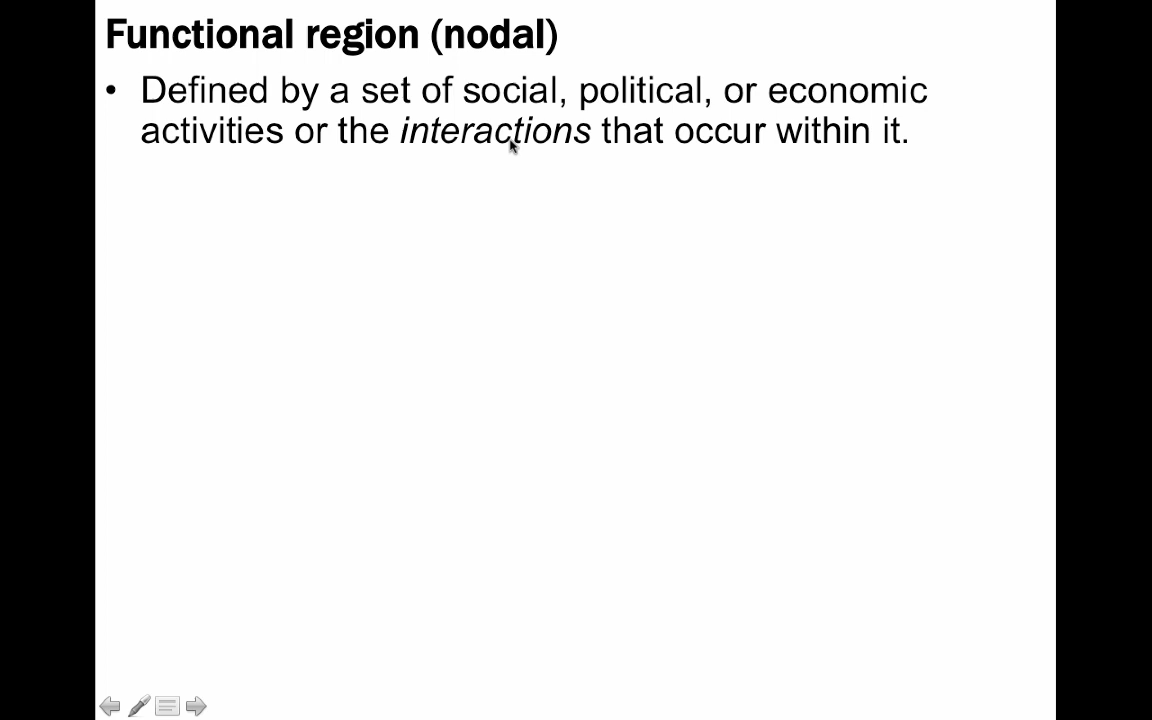 Functional region (nodal)
• Defined by a set of social, political, or economic
activities or the interactions that occur within it.